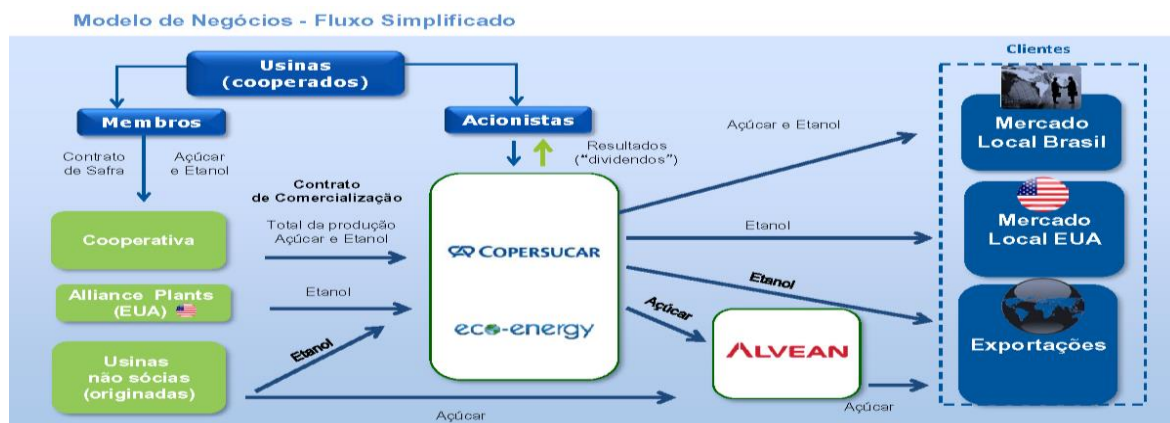 Modelo de Negócios - Fluxo Simplificado
Usinas
(cooperados)
Membros
Acionistas
Contrato
de Safra
Açúcar
e Etanol
Resultados
("dividendos")
Contrato
de Comercialização
Total da produção
Açúcar e Etanol
Cooperativa
Alliance Plants
(EUA)
Etanol
Usinas
não sócias
(originadas)
Etanol
Açúcar
COPERSUCAR
eco-energy
Açúcar e Etanol
Etanol
Etanol
Açúcar
ALVEAN
Açúcar
Clientes
Mercado
Local Brasil
Mercado
Local EUA
Exportações